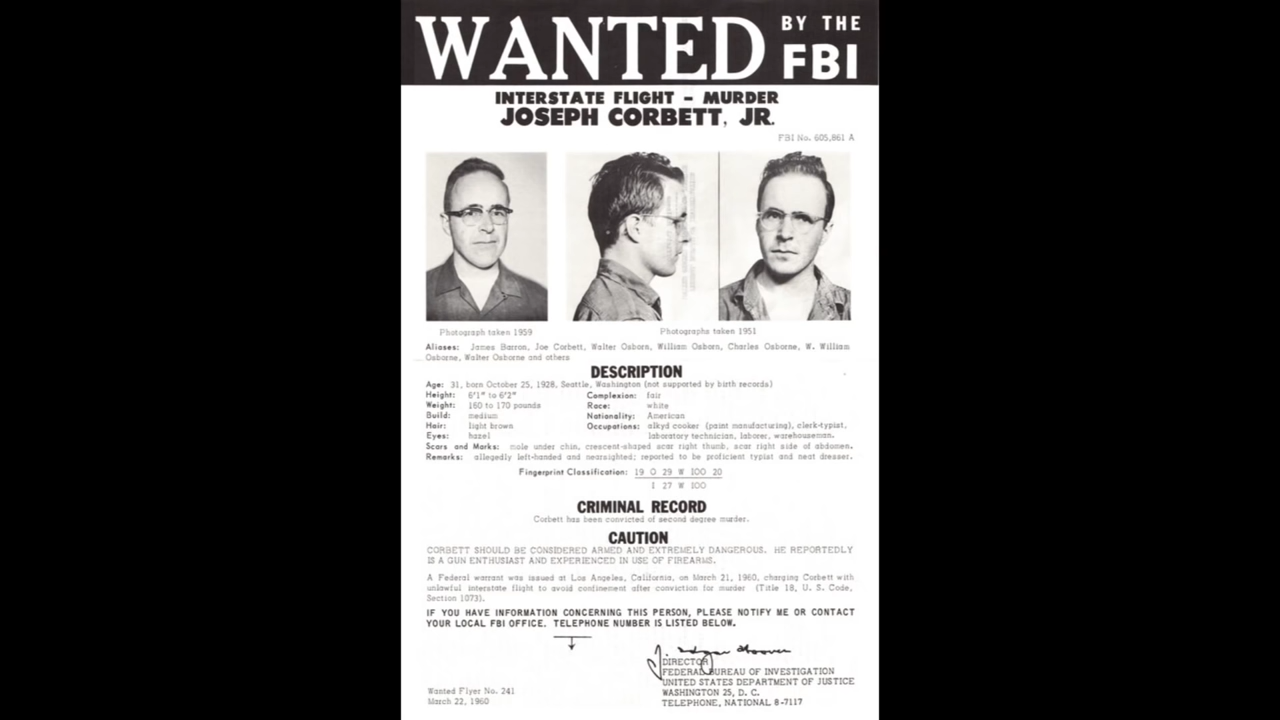 WANTED BY THE FBI
INTERSTATE FLIGHT - MURDER
JOSEPH CORBETT, JR.
FBI No. 605,861 A
Photograph taken 1959
Photographs taken 1951
Aliases: James Barron, Joe Corbett, Walter Osborn, William Osborn, Charles Osborne, W. William
Osborne, Walter Osborne and others
DESCRIPTION
Age: 31, born October 25, 1928, Seattle, Washington (not supported by birth records)
Height: 6'1" to 6'2" Complexion: fair
Weight: 160 to 170 pounds Race: white
Build: medium Nationality: American
Hair: light brown Occupations: alkyd cooker (paint manufacturing), clerk-typist,
Eyes: hazel laboratory technician, laborer, warehouseman.
Scars and Marks: mole under chin, crescent-shaped scar right thumb, scar right side of abdomen.
Remarks: allegedly left-handed and nearsighted; reported to be proficient typist and neat dresser.
Fingerprint Classification: 19 O 29 W IOO 20
I 27 W IOO
CRIMINAL RECORD
Corbett has been convicted of second degree murder.
CAUTION
CORBETT SHOULD BE CONSIDERED ARMED AND EXTREMELY DANGEROUS. HE REPORTEDLY
IS A GUN ENTHUSIAST AND EXPERIENCED IN USE OF FIREARMS.
A Federal warrant was issued at Los Angeles, California, on March 21, 1960, charging Corbett with
unlawful interstate flight to avoid confinement after conviction for murder (Title 18, U. S. Code,
Section 1073).
IF YOU HAVE INFORMATION CONCERNING THIS PERSON, PLEASE NOTIFY ME OR CONTACT
YOUR LOCAL FBI OFFICE. TELEPHONE NUMBER IS LISTED BELOW.
J. Edgar Hoover
DIRECTOR
FEDERAL BUREAU OF INVESTIGATION
UNITED STATES DEPARTMENT OF JUSTICE
WASHINGTON 25, D. C.
TELEPHONE, NATIONAL 8-7117
Wanted Flyer No. 241
March 22, 1960